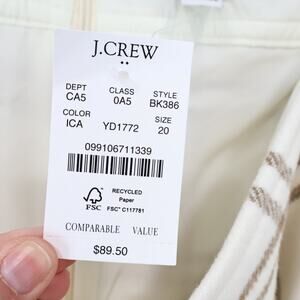 J.CREW
DEPT CLASS STYLE
CA5 0A5 BK386
COLOR SIZE
ICA YD1772 20
099106711339
FSC
RECYCLED
Paper
FSC® C117781
COMPARABLE VALUE
$89.50